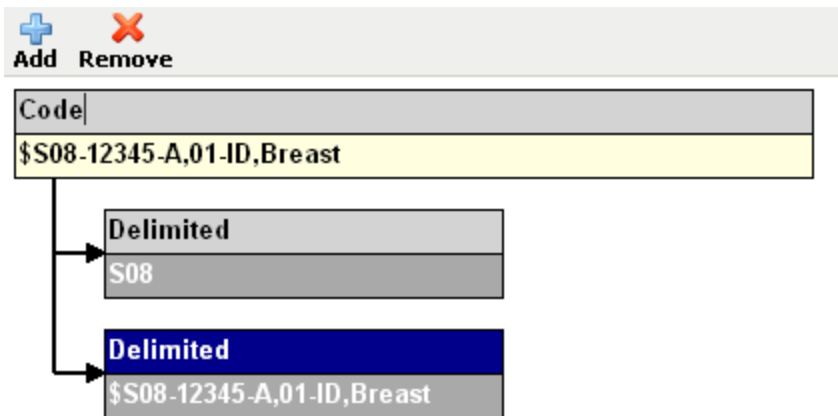 Add Remove
Code
$S08-12345-A,01-ID,Breast
Delimited
S08
Delimited
$S08-12345-A,01-ID,Breast